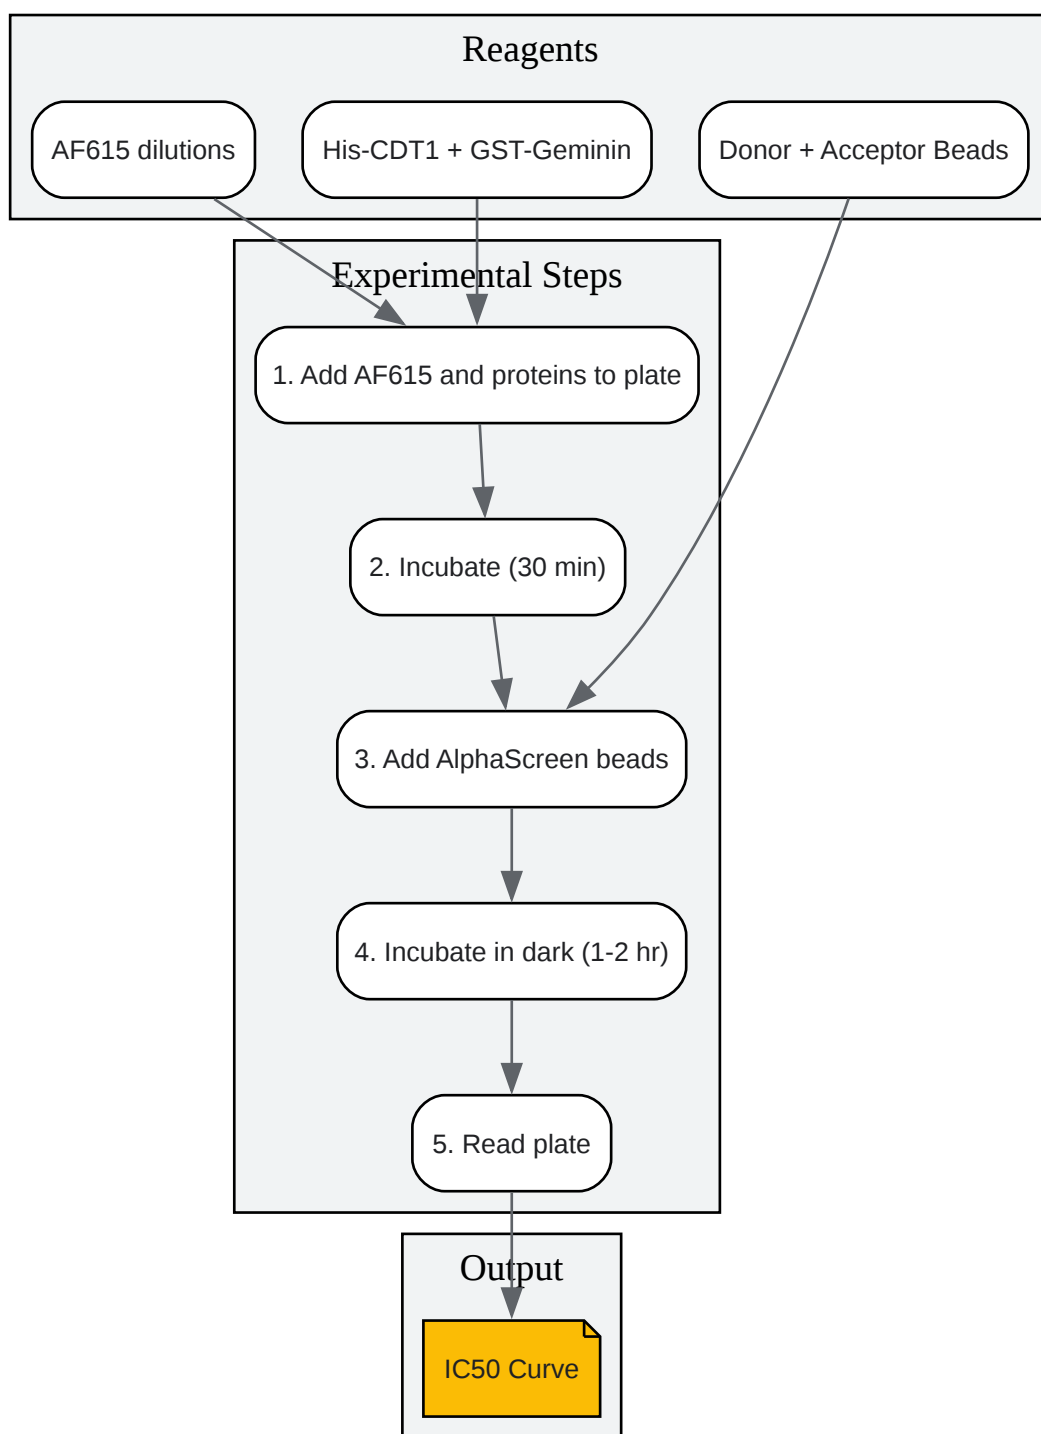 Reagents
AF615 dilutions
His-CDT1 + GST-Geminin
Donor + Acceptor Beads
Experimental Steps
1. Add AF615 and proteins to plate
2. Incubate (30 min)
3. Add AlphaScreen beads
4. Incubate in dark (1-2 hr)
5. Read plate
Output
IC50 Curve